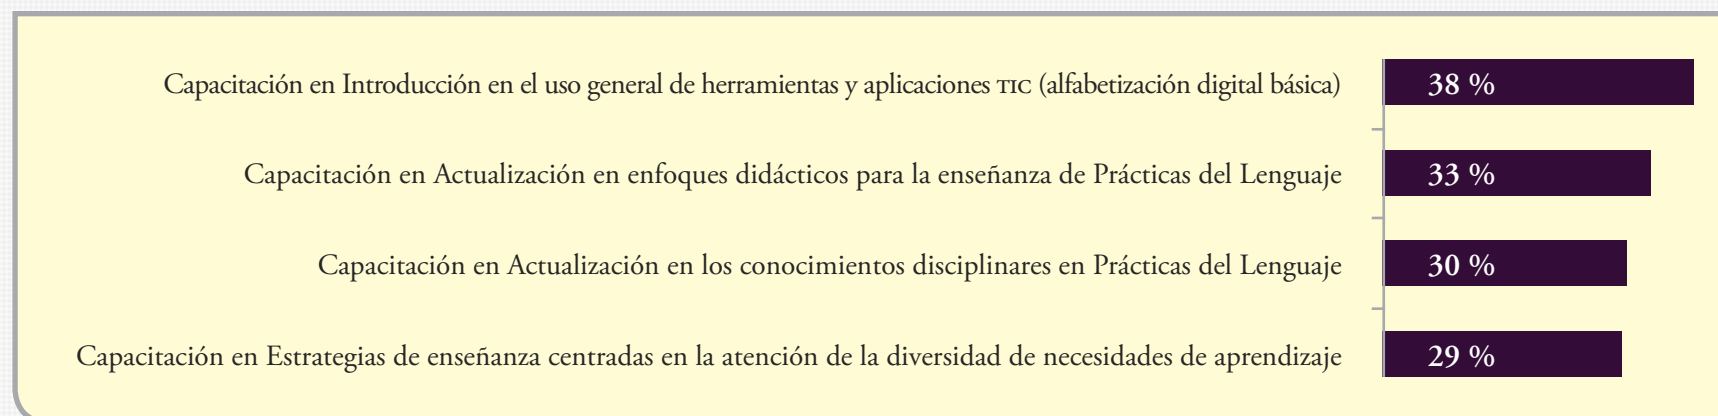 Capacitación en Introducción en el uso general de herramientas y aplicaciones TIC (alfabetización digital básica) 38 %
Capacitación en Actualización en enfoques didácticos para la enseñanza de Prácticas del Lenguaje 33 %
Capacitación en Actualización en los conocimientos disciplinares en Prácticas del Lenguaje 30 %
Capacitación en Estrategias de enseñanza centradas en la atención de la diversidad de necesidades de aprendizaje 29 %